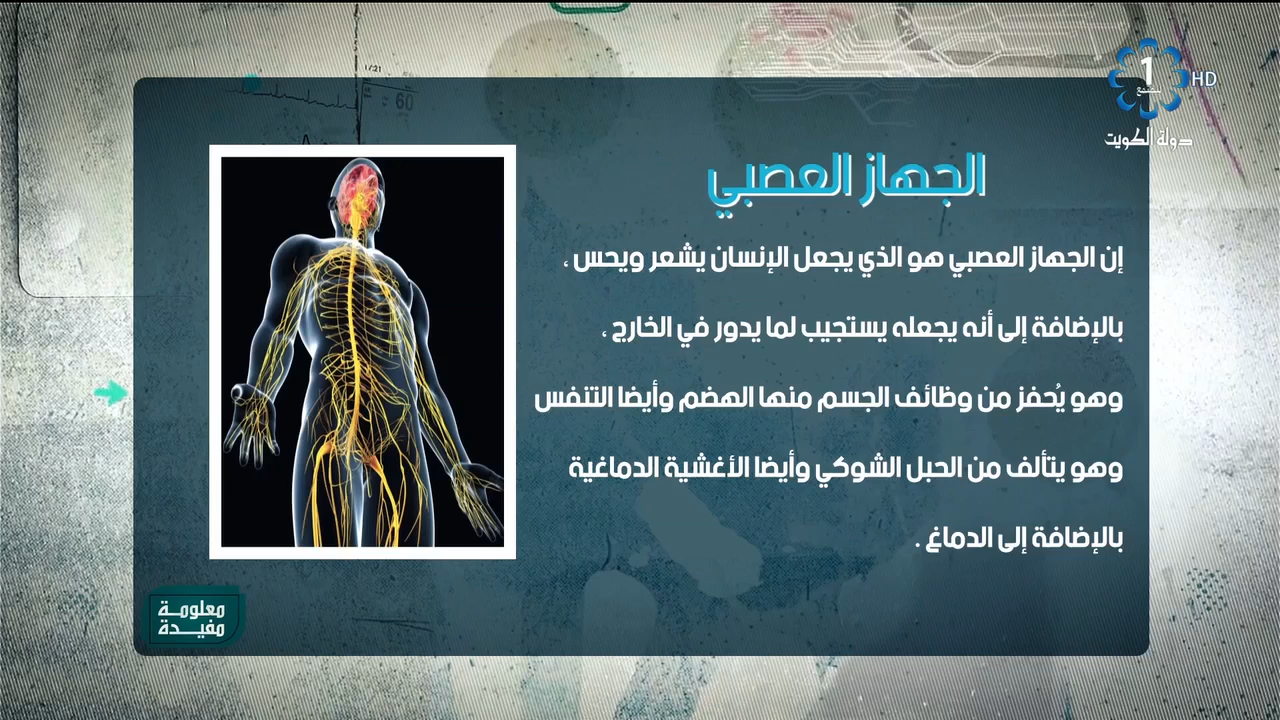 1
HD
نستمع
دولة الكويت
60
الجهاز العصبي
إن الجهاز العصبي هو الذي يجعل الإنسان يشعر ويحس ،
بالإضافة إلى أنه يجعله يستجيب لما يدور في الخارج ،
وهو يُحفز من وظائف الجسم منها الهضم وأيضا التنفس
وهو يتألف من الحبل الشوكي وأيضا الأغشية الدماغية
بالإضافة إلى الدماغ .
معلومة
مفيدة